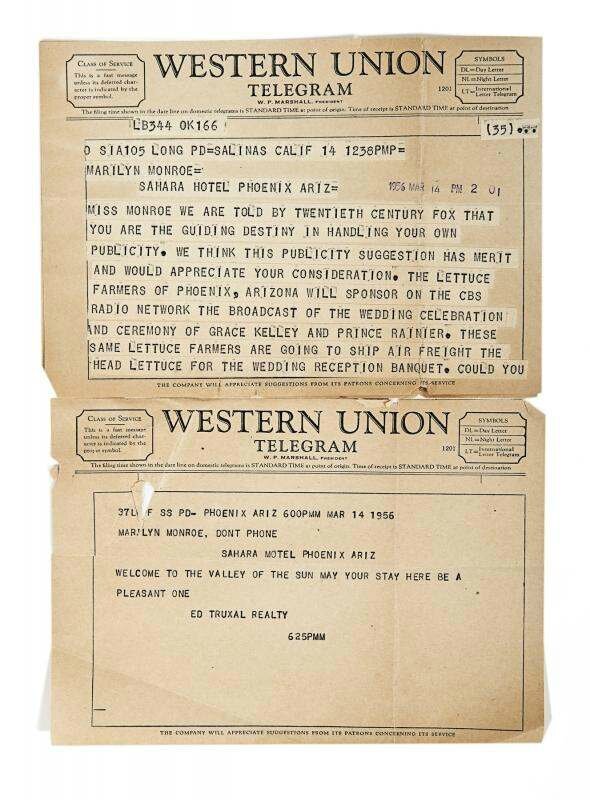 CLASS OF SERVICE
This is a fast message
unless its deferred char-
acter is indicated by the
proper symbol.
WESTERN UNION
TELEGRAM
W. P. MARSHALL, PRESIDENT
1201
SYMBOLS
DL=Day Letter
NL=Night Letter
LT=International Letter Telegram
The filing time shown in the date line on domestic telegrams is STANDARD TIME at point of origin. Time of receipt is STANDARD TIME at point of destination
LB344 OK166
(35)
O SIA105 LONG PD=SALINAS CALIF 14 1238PMP=
MARILYN MONROE=
SAHARA HOTEL PHOENIX ARIZ=
1956 MAR 14 PM 2 01
MISS MONROE WE ARE TOLD BY TWENTIETH CENTURY FOX THAT
YOU ARE THE GUIDING DESTINY IN HANDLING YOUR OWN
PUBLICITY. WE THINK THIS PUBLICITY SUGGESTION HAS MERIT
AND WOULD APPRECIATE YOUR CONSIDERATION. THE LETTUCE
FARMERS OF PHOENIX, ARIZONA WILL SPONSOR ON THE CBS
RADIO NETWORK THE BROADCAST OF THE WEDDING CELEBRATION
AND CEREMONY OF GRACE KELLEY AND PRINCE RAINIER. THESE
SAME LETTUCE FARMERS ARE GOING TO SHIP AIR FREIGHT THE
HEAD LETTUCE FOR THE WEDDING RECEPTION BANQUET. COULD YOU
THE COMPANY WILL APPRECIATE SUGGESTIONS FROM ITS PATRONS CONCERNING ITS SERVICE
CLASS OF SERVICE
This is a fast message
unless its deferred char-
acter is indicated by the
proper symbol.
WESTERN UNION
TELEGRAM
W. P. MARSHALL, PRESIDENT
1201
SYMBOLS
DL=Day Letter
NL=Night Letter
LT=International Letter Telegram
The filing time shown in the date line on domestic telegrams is STANDARD TIME at point of origin. Time of receipt is STANDARD TIME at point of destination
F SS PD- PHOENIX ARIZ 600PMM MAR 14 1956
MARILYN MONROE, DONT PHONE
SAHARA MOTEL PHOENIX ARIZ
WELCOME TO THE VALLEY OF THE SUN MAY YOUR STAY HERE BE A
PLEASANT ONE
ED TRUXAL REALTY
625PMM
THE COMPANY WILL APPRECIATE SUGGESTIONS FROM ITS PATRONS CONCERNING ITS SERVICE